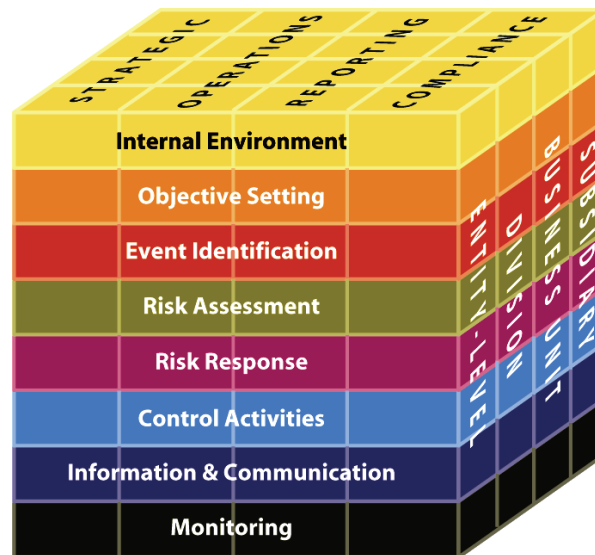 STRATEGIC
OPERATIONS
REPORTING
COMPLIANCE
Internal Environment
Objective Setting
Event Identification
Risk Assessment
Risk Response
Control Activities
Information & Communication
Monitoring
ENTITY-LEVEL
DIVISION
BUSINESS UNIT
SUBSIDIARY